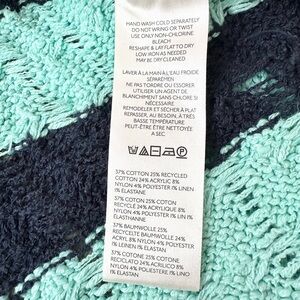 HAND WASH COLD SEPARATELY
DO NOT WRING OR TWIST
USE ONLY NON-CHLORINE
BLEACH
RESHAPE & LAY FLAT TO DRY
LOW IRON AS NEEDED
MAY BE DRY CLEANED
LAVER À LA MAIN À L'EAU FROIDE
SÉPARÉMEN
NE PAS TORDRE OU ESSORER
UTILISER UN AGENT DE
BLANCHIMENT SANS CHLORE SI
NÉCESSAIRE
REMODELER ET SÉCHER À PLAT
REPASSER, AU BESOIN, À TRÈS
BASSE TEMPÉRATURE
PEUT-ÊTRE ÊTRE NETTOYÉE
A SEC
37% COTTON 25% RECYCLED
COTTON 24% ACRYLIC 8%
NYLON 4% POLYESTER 1% LINEN
1% ELASTANE
37% COTON 25% COTON
RECYCLÉ 24% ACRYLIQUE 8%
NYLON 4% POLYESTER 1% LIN 1%
ÉLASTHANNE
37% BAUMWOLLE 25%
RECYCELTE BAUMWOLLE 24%
ACRYL 8% NYLON 4% POLYESTER
1% LEINEN 1% ELASTAN
37% COTONE 25% COTONE
RICICLATO 24% ACRILICO 8%
NYLON 4% POLIESTERE 1% LINO
1% ELASTAN